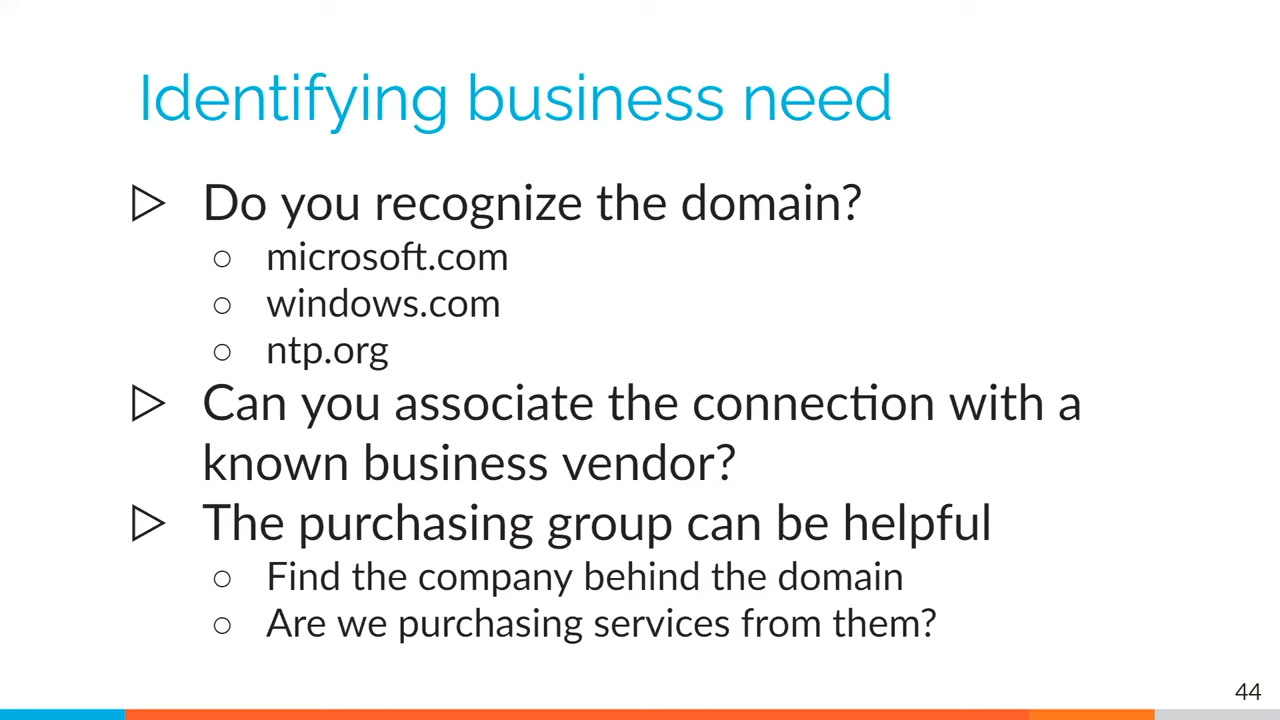 Identifying business need
▷ Do you recognize the domain?
○ microsoft.com
○ windows.com
○ ntp.org
▷ Can you associate the connection with a
known business vendor?
▷ The purchasing group can be helpful
○ Find the company behind the domain
○ Are we purchasing services from them?
44